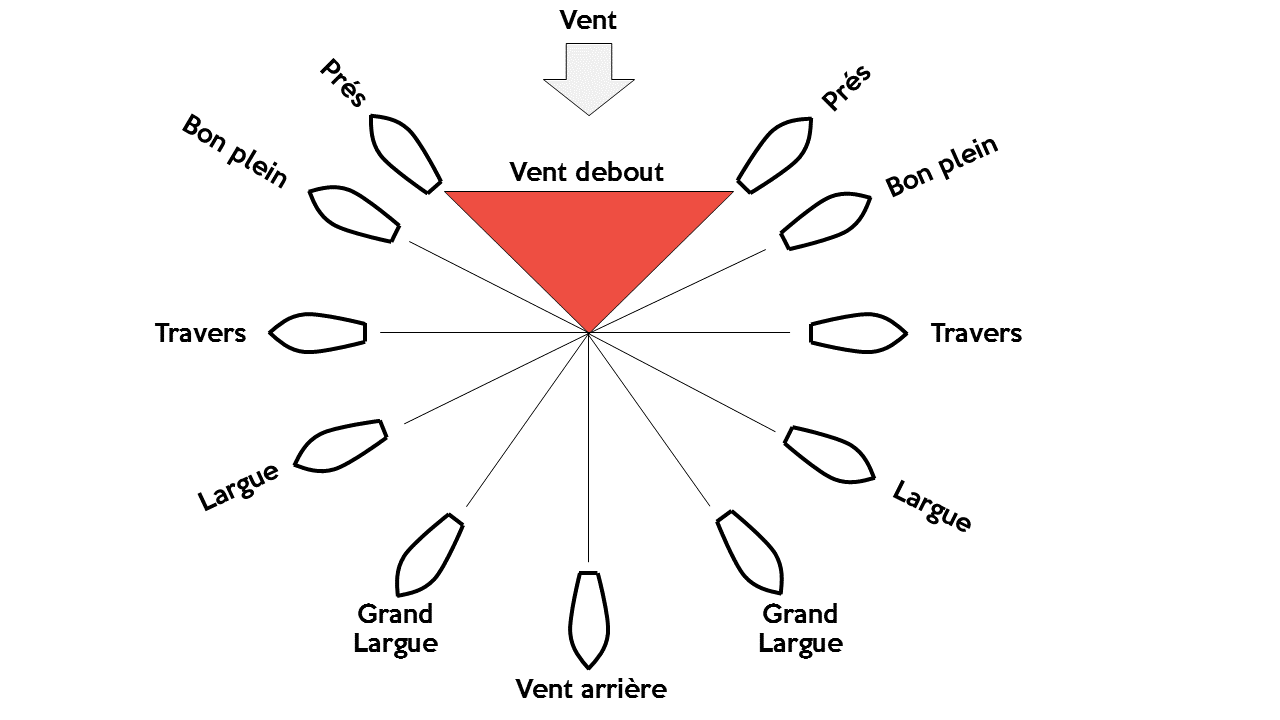 Vent
Prés
Prés
Bon plein
Bon plein
Vent debout
Travers
Travers
Largue
Largue
Grand
Largue
Grand
Largue
Vent arrière